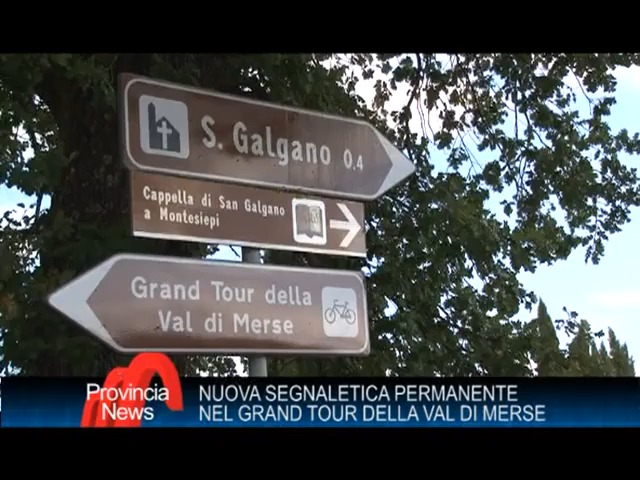 S. Galgano 0.4
Cappella di San Galgano
a Montesiepi
Grand Tour della
Val di Merse
Provincia
News
NUOVA SEGNALETICA PERMANENTE
NEL GRAND TOUR DELLA VAL DI MERSE